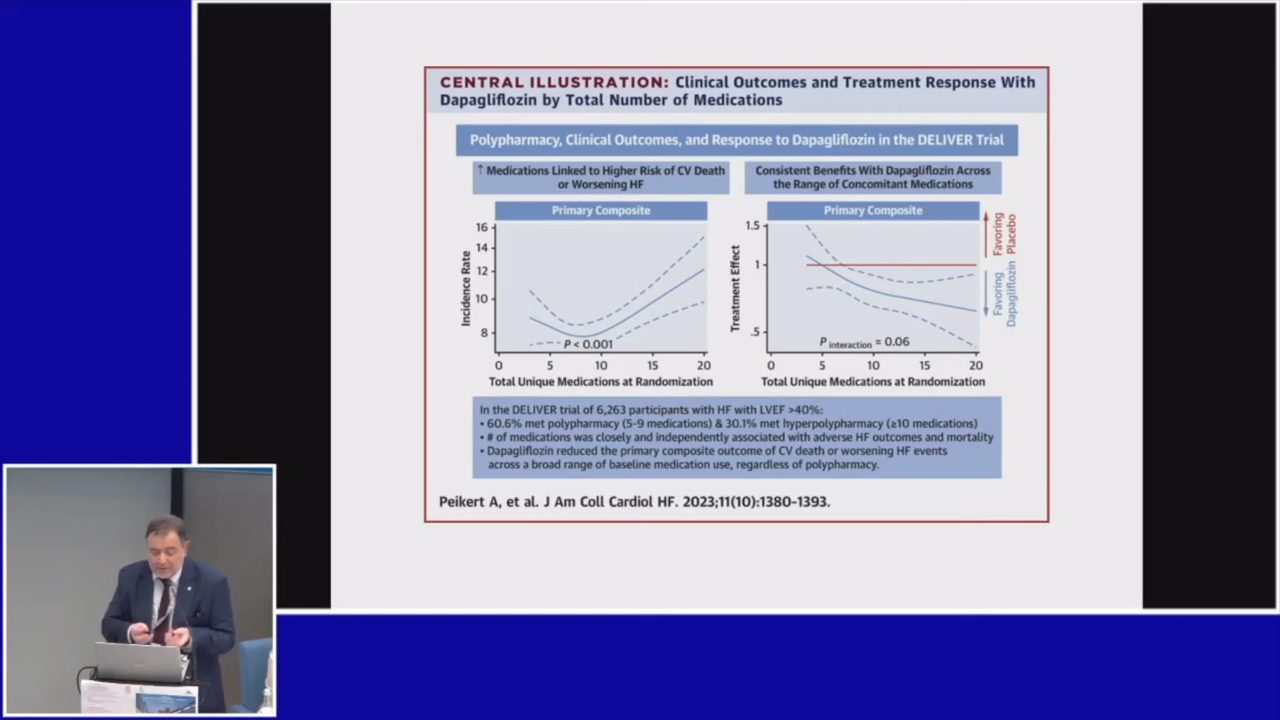 CENTRAL ILLUSTRATION: Clinical Outcomes and Treatment Response With
Dapagliflozin by Total Number of Medications
Polypharmacy, Clinical Outcomes, and Response to Dapagliflozin in the DELIVER Trial
↑ Medications Linked to Higher Risk of CV Death
or Worsening HF
Primary Composite
Incidence Rate
16
14
12
10
8
P < 0.001
0 5 10 15 20
Total Unique Medications at Randomization
Consistent Benefits With Dapagliflozin Across
the Range of Concomitant Medications
Primary Composite
Treatment Effect
1.5
1
.5
P interaction = 0.06
0 5 10 15 20
Total Unique Medications at Randomization
Favoring
Placebo
Favoring
Dapagliflozin
In the DELIVER trial of 6,263 participants with HF with LVEF >40%:
• 60.6% met polypharmacy (5-9 medications) & 30.1% met hyperpolypharmacy (≥10 medications)
• # of medications was closely and independently associated with adverse HF outcomes and mortality
• Dapagliflozin reduced the primary composite outcome of CV death or worsening HF events
across a broad range of baseline medication use, regardless of polypharmacy.
Peikert A, et al. J Am Coll Cardiol HF. 2023;11(10):1380-1393.